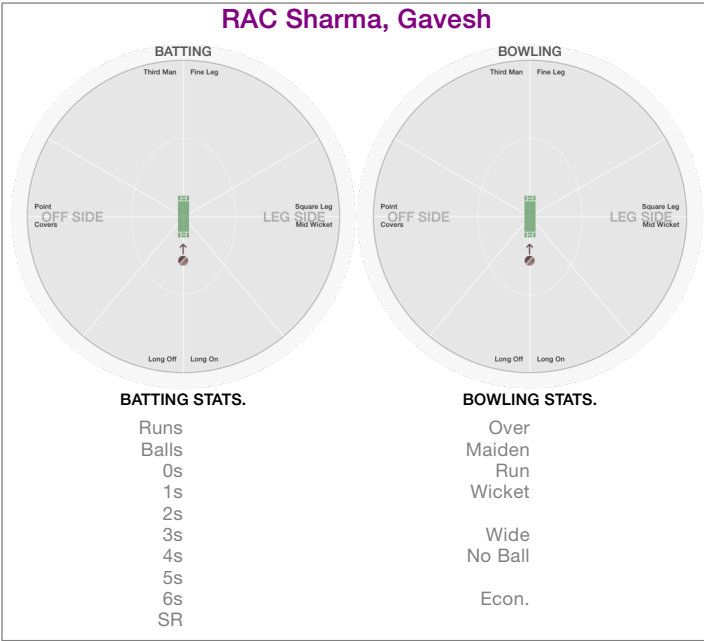 RAC Sharma, Gavesh
BATTING
Third Man Fine Leg
Point
OFF SIDE
Covers
Square Leg
LEG SIDE
Mid Wicket
Long Off Long On
BOWLING
Third Man Fine Leg
Point
OFF SIDE
Covers
Square Leg
LEG SIDE
Mid Wicket
Long Off Long On
BATTING STATS.
Runs
Balls
0s
1s
2s
3s
4s
5s
6s
SR
BOWLING STATS.
Over
Maiden
Run
Wicket
Wide
No Ball
Econ.